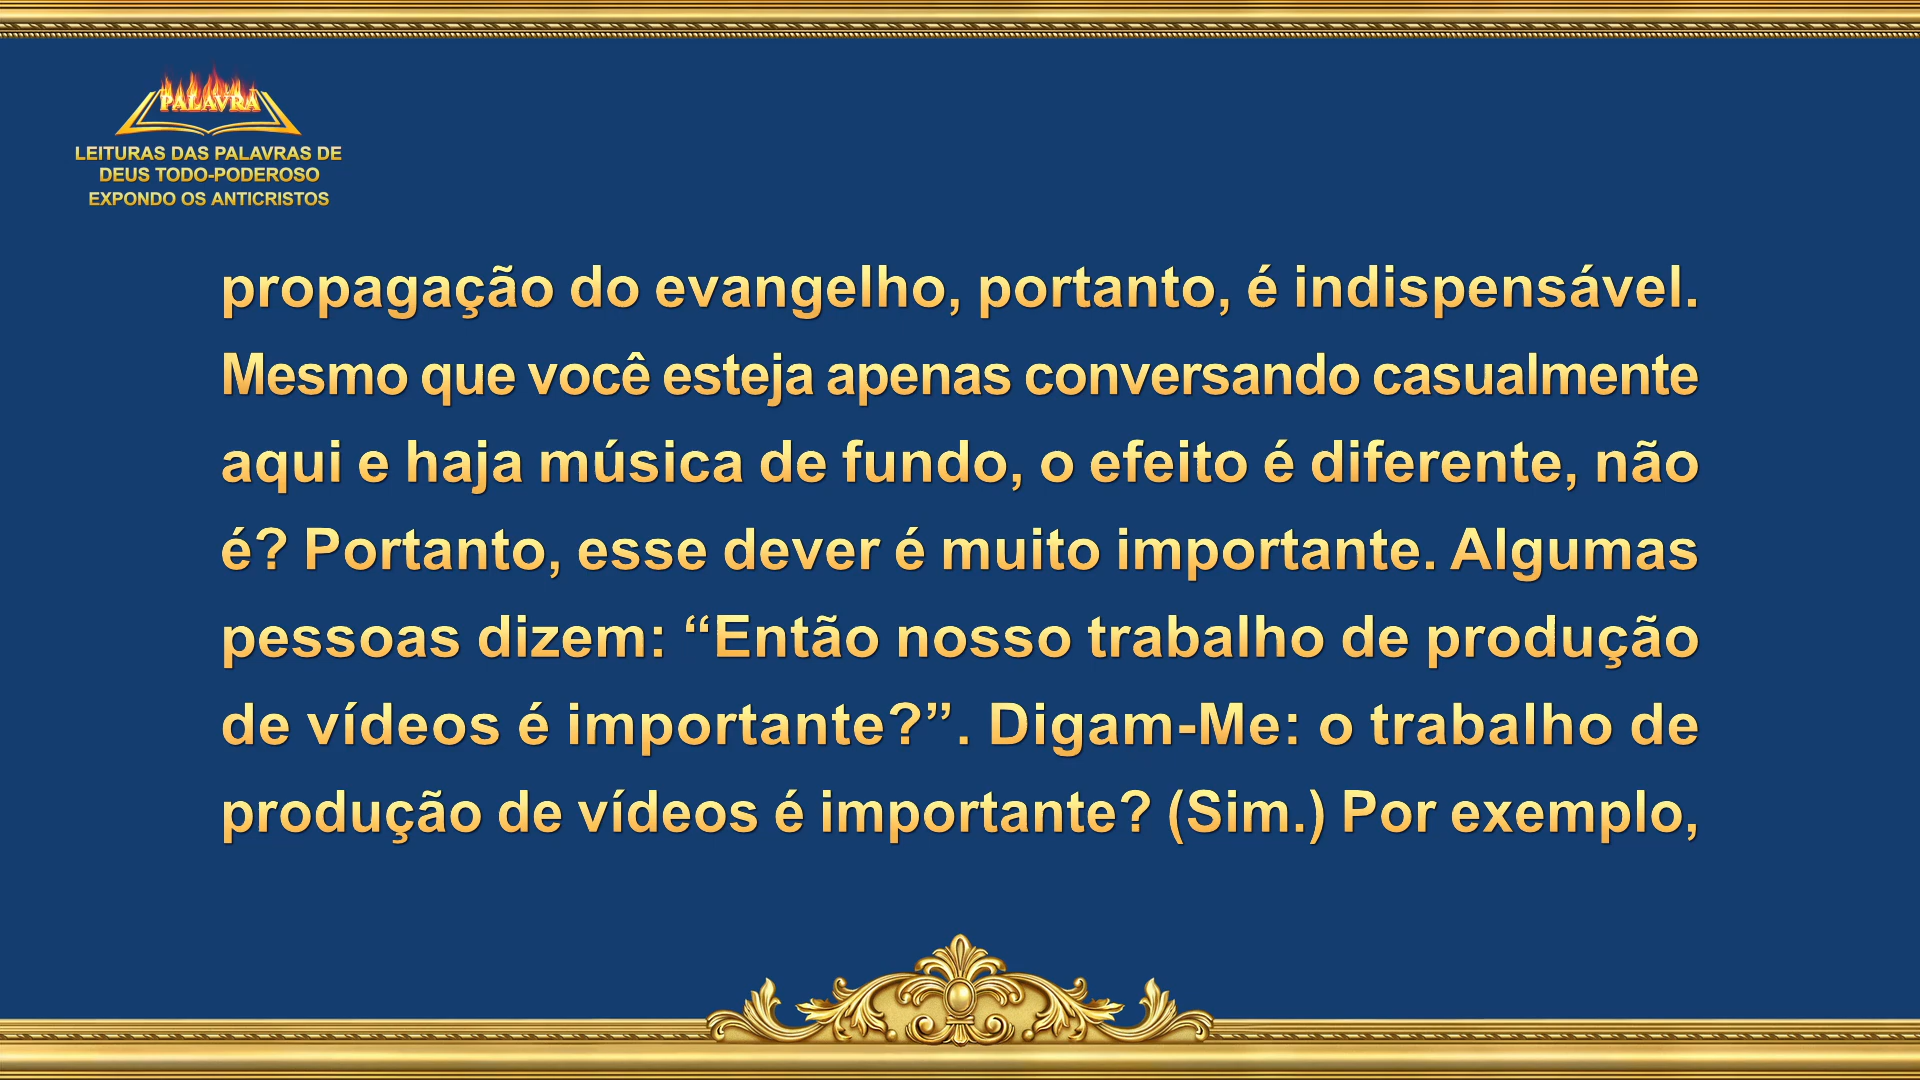 PALAVRA
LEITURAS DAS PALAVRAS DE
DEUS TODO-PODEROSO
EXPONDO OS ANTICRISTOS
propagação do evangelho, portanto, é indispensável.
Mesmo que você esteja apenas conversando casualmente
aqui e haja música de fundo, o efeito é diferente, não
é? Portanto, esse dever é muito importante. Algumas
pessoas dizem: “Então nosso trabalho de produção
de vídeos é importante?”. Digam-Me: o trabalho de
produção de vídeos é importante? (Sim.) Por exemplo,